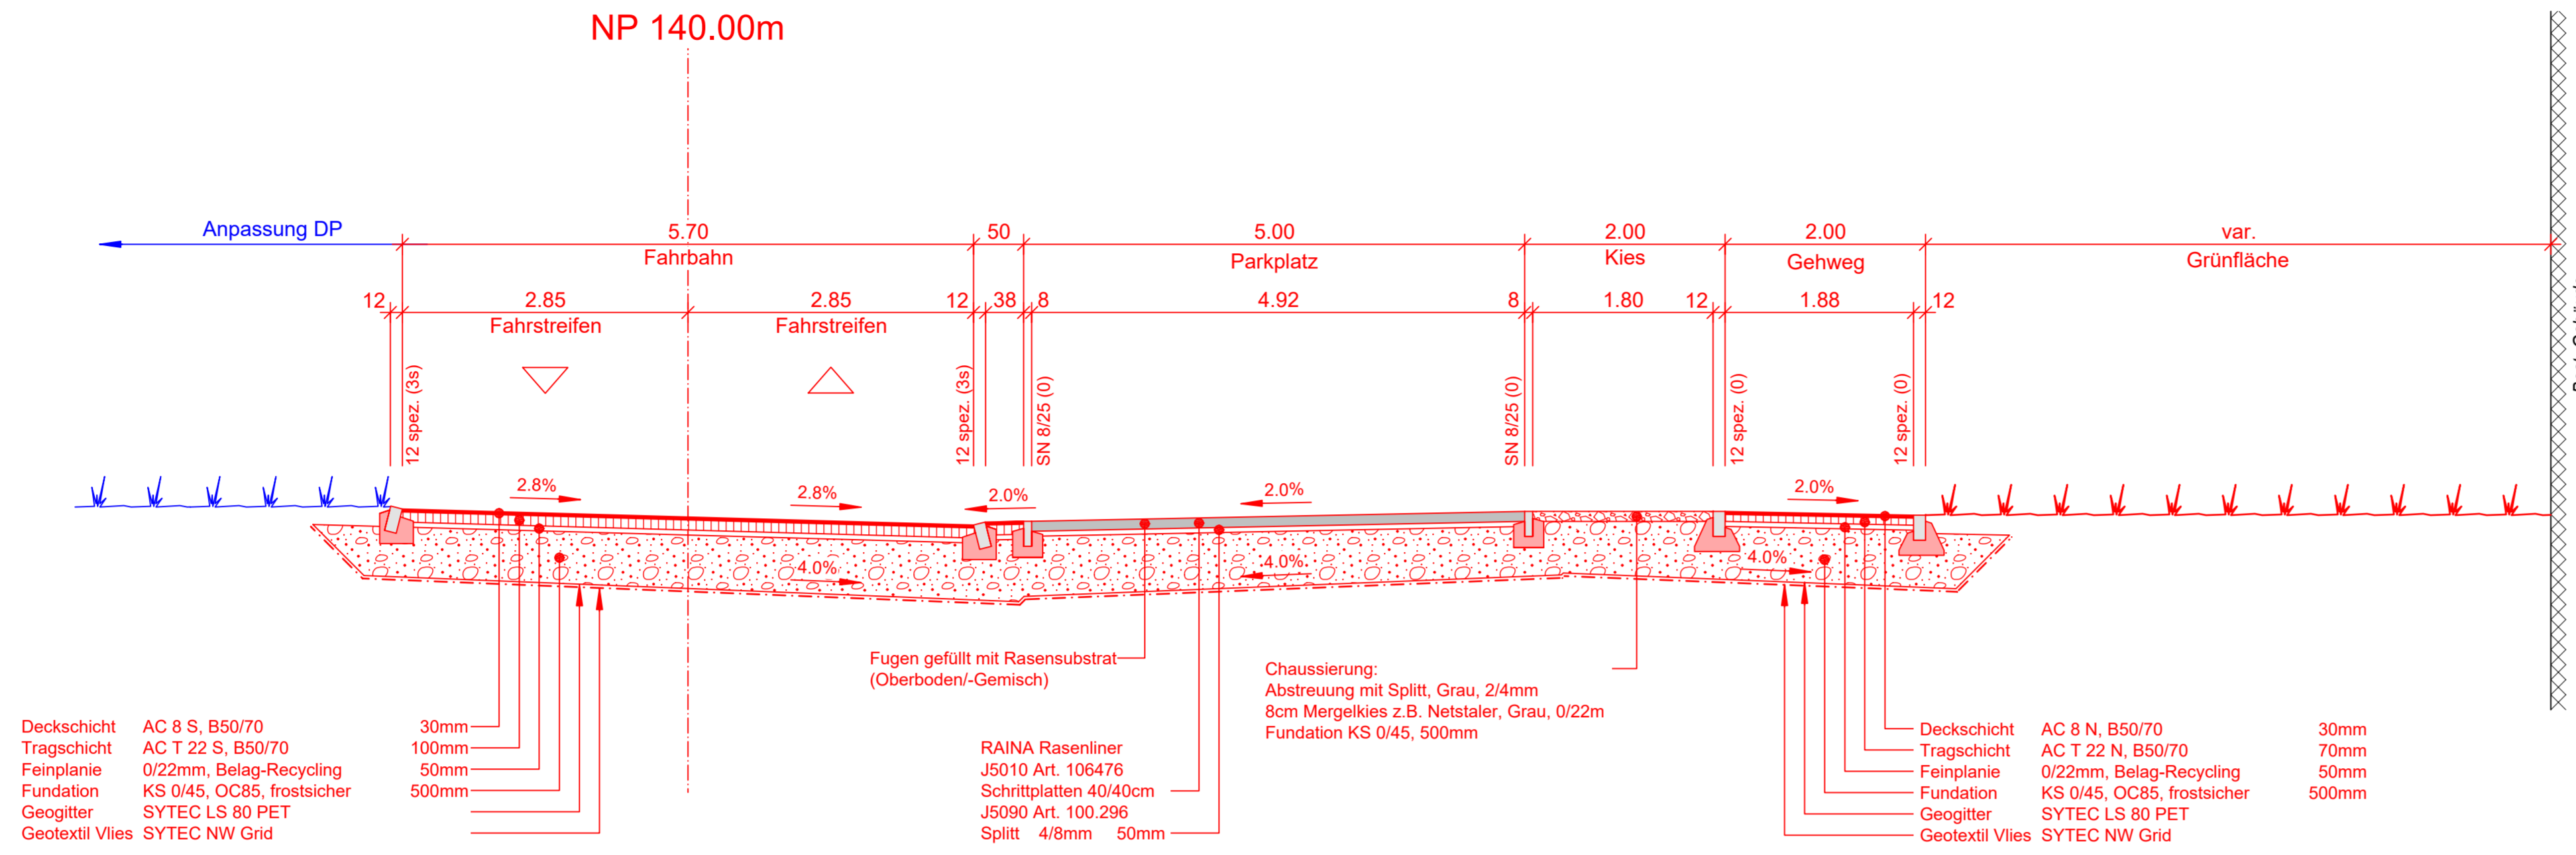 NP 140.00m
Anpassung DP
5.70
50
5.00
2.00
2.00
var.
Fahrbahn
Parkplatz
Kies
Gehweg
Grünfläche
12
2.85
2.85
12
38
8
4.92
8
1.80
12
1.88
12
Fahrstreifen
Fahrstreifen
12 spez. (3s)
12 spez. (3s)
SN 8/25 (0)
SN 8/25 (0)
12 spez. (0)
12 spez. (0)
2.8%
2.8%
2.0%
2.0%
2.0%
4.0%
4.0%
4.0%
Fugen gefüllt mit Rasensubstrat
(Oberboden/-Gemisch)
Chaussierung:
Abstreuung mit Splitt, Grau, 2/4mm
8cm Mergelkies z.B. Netstaler, Grau, 0/22m
Fundation KS 0/45, 500mm
Deckschicht AC 8 S, B50/70 30mm
Tragschicht AC T 22 S, B50/70 100mm
Feinplanie 0/22mm, Belag-Recycling 50mm
Fundation KS 0/45, OC85, frostsicher 500mm
Geogitter SYTEC LS 80 PET
Geotextil Vlies SYTEC NW Grid
RAINA Rasenliner
J5010 Art. 106476
Schrittplatten 40/40cm
J5090 Art. 100.296
Splitt 4/8mm 50mm
Deckschicht AC 8 N, B50/70 30mm
Tragschicht AC T 22 N, B50/70 70mm
Feinplanie 0/22mm, Belag-Recycling 50mm
Fundation KS 0/45, OC85, frostsicher 500mm
Geogitter SYTEC LS 80 PET
Geotextil Vlies SYTEC NW Grid